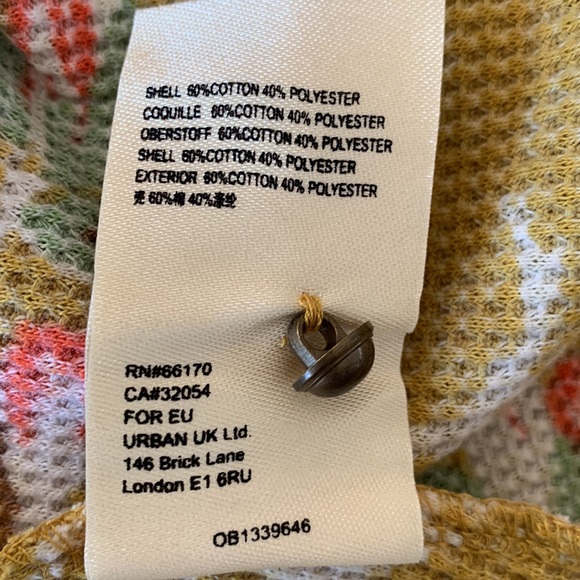 SHELL 60%COTTON 40% POLYESTER
COQUILLE 60%COTTON 40% POLYESTER
OBERSTOFF 60%COTTON 40% POLYESTER
SHELL 60%COTTON 40% POLYESTER
EXTERIOR 60%COTTON 40% POLYESTER
壳 60%棉 40%涤纶
RN#66170
CA#32054
FOR EU
URBAN UK Ltd.
146 Brick Lane
London E1 6RU
OB1339646